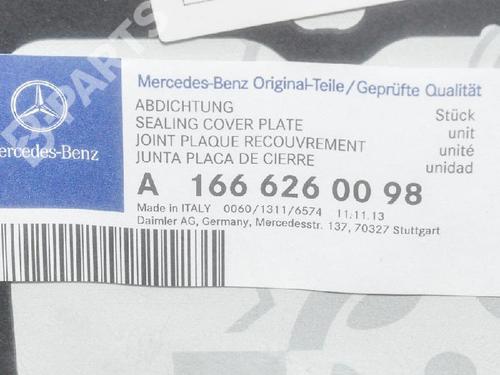 Mercedes-Benz Original-Teile/Geprüfte Qualität
ABDICHTUNG
SEALING COVER PLATE
JOINT PLAQUE RECOUVREMENT
JUNTA PLACA DE CIERRE
Stück
unit
unité
unidad
ercedes-Benz
A 166 626 00 98
Made in ITALY 0060/1311/6574 11.11.13
Daimler AG, Germany, Mercedesstr. 137, 70327 Stuttgart
PARTS